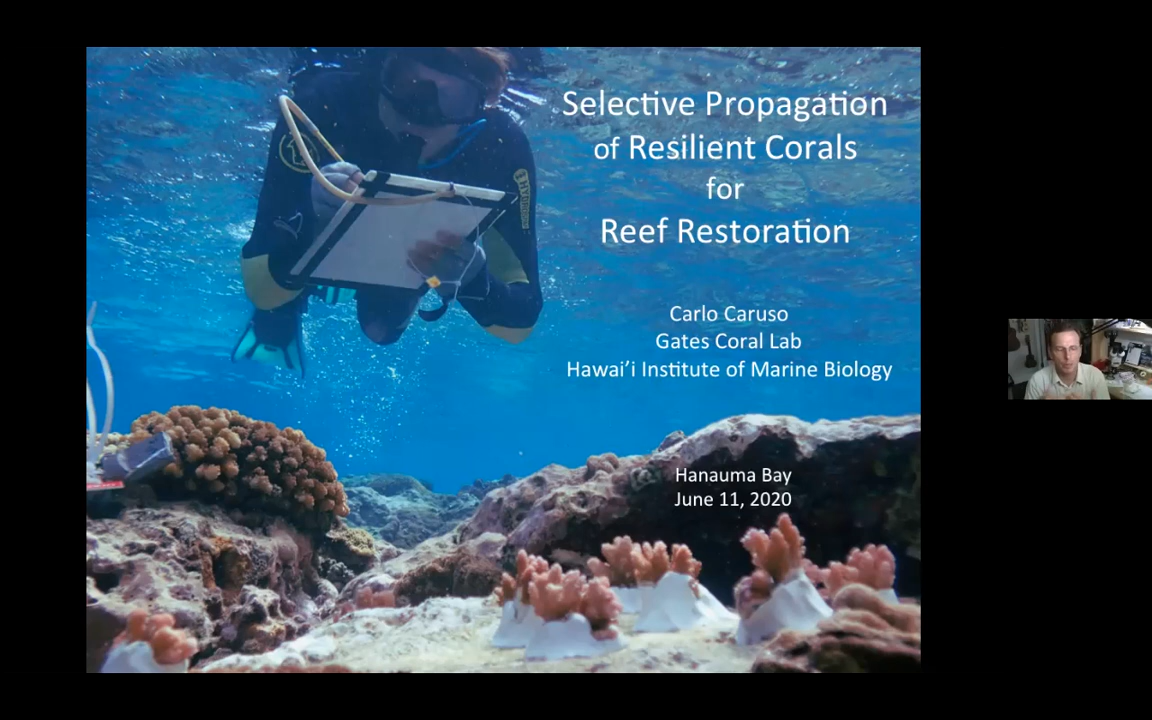 Selective Propagation
of Resilient Corals
for
Reef Restoration
Carlo Caruso
Gates Coral Lab
Hawai'i Institute of Marine Biology
Hanauma Bay
June 11, 2020